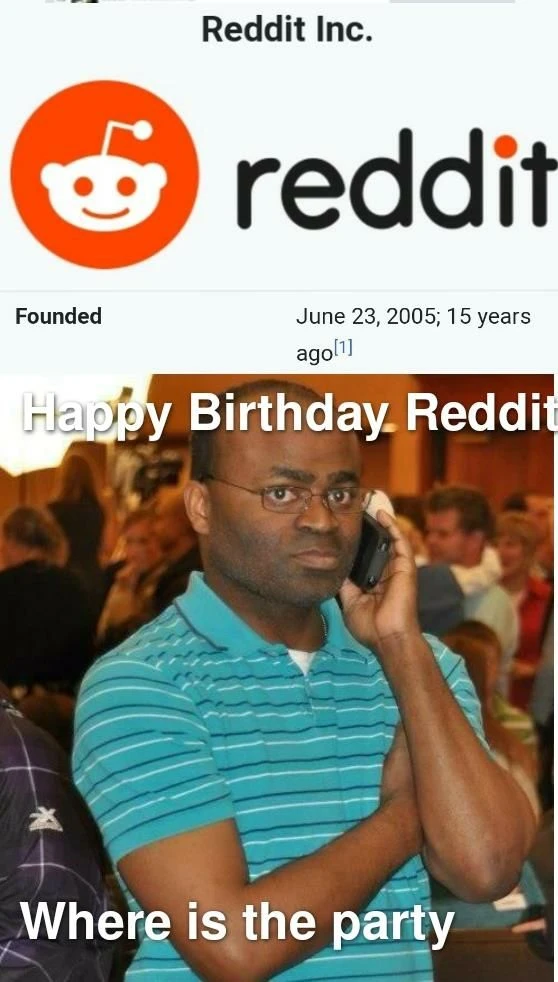 Reddit Inc.
reddit
Founded
June 23, 2005; 15 years
ago[1]
Happy Birthday Reddit
Where is the party